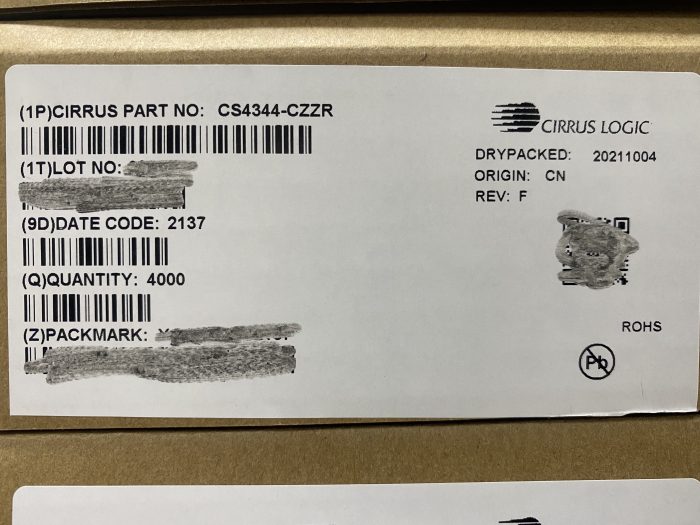 (1P)CIRRUS PART NO: CS4344-CZZR
(1T)LOT NO:
(9D)DATE CODE: 2137
(Q)QUANTITY: 4000
(Z)PACKMARK:
CIRRUS LOGIC
DRYPACKED: 20211004
ORIGIN: CN
REV: F
ROHS
Pb